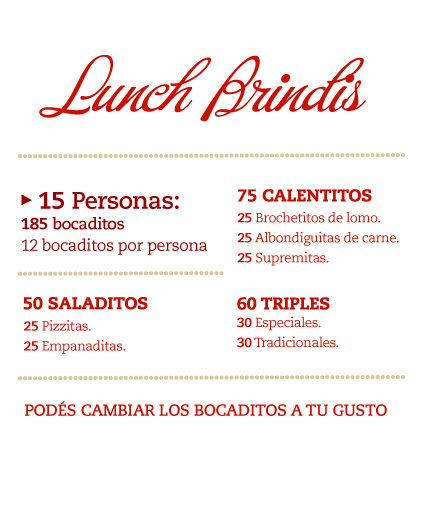 Lunch Brindis
▸ 15 Personas:
185 bocaditos
12 bocaditos por persona
75 CALENTITOS
25 Brochetitos de lomo.
25 Albondiguitas de carne.
25 Supremitas.
50 SALADITOS
25 Pizzitas.
25 Empanaditas.
60 TRIPLES
30 Especiales.
30 Tradicionales.
PODÉS CAMBIAR LOS BOCADITOS A TU GUSTO